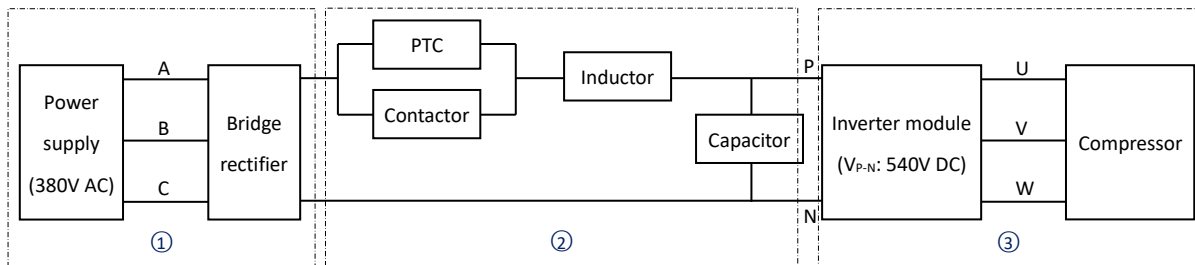 Power
supply
(380V AC)
A
B
C
Bridge
rectifier
PTC
Contactor
Inductor
Capacitor
P
N
Inverter module
(VP-N: 540V DC)
U
V
W
Compressor
①
②
③